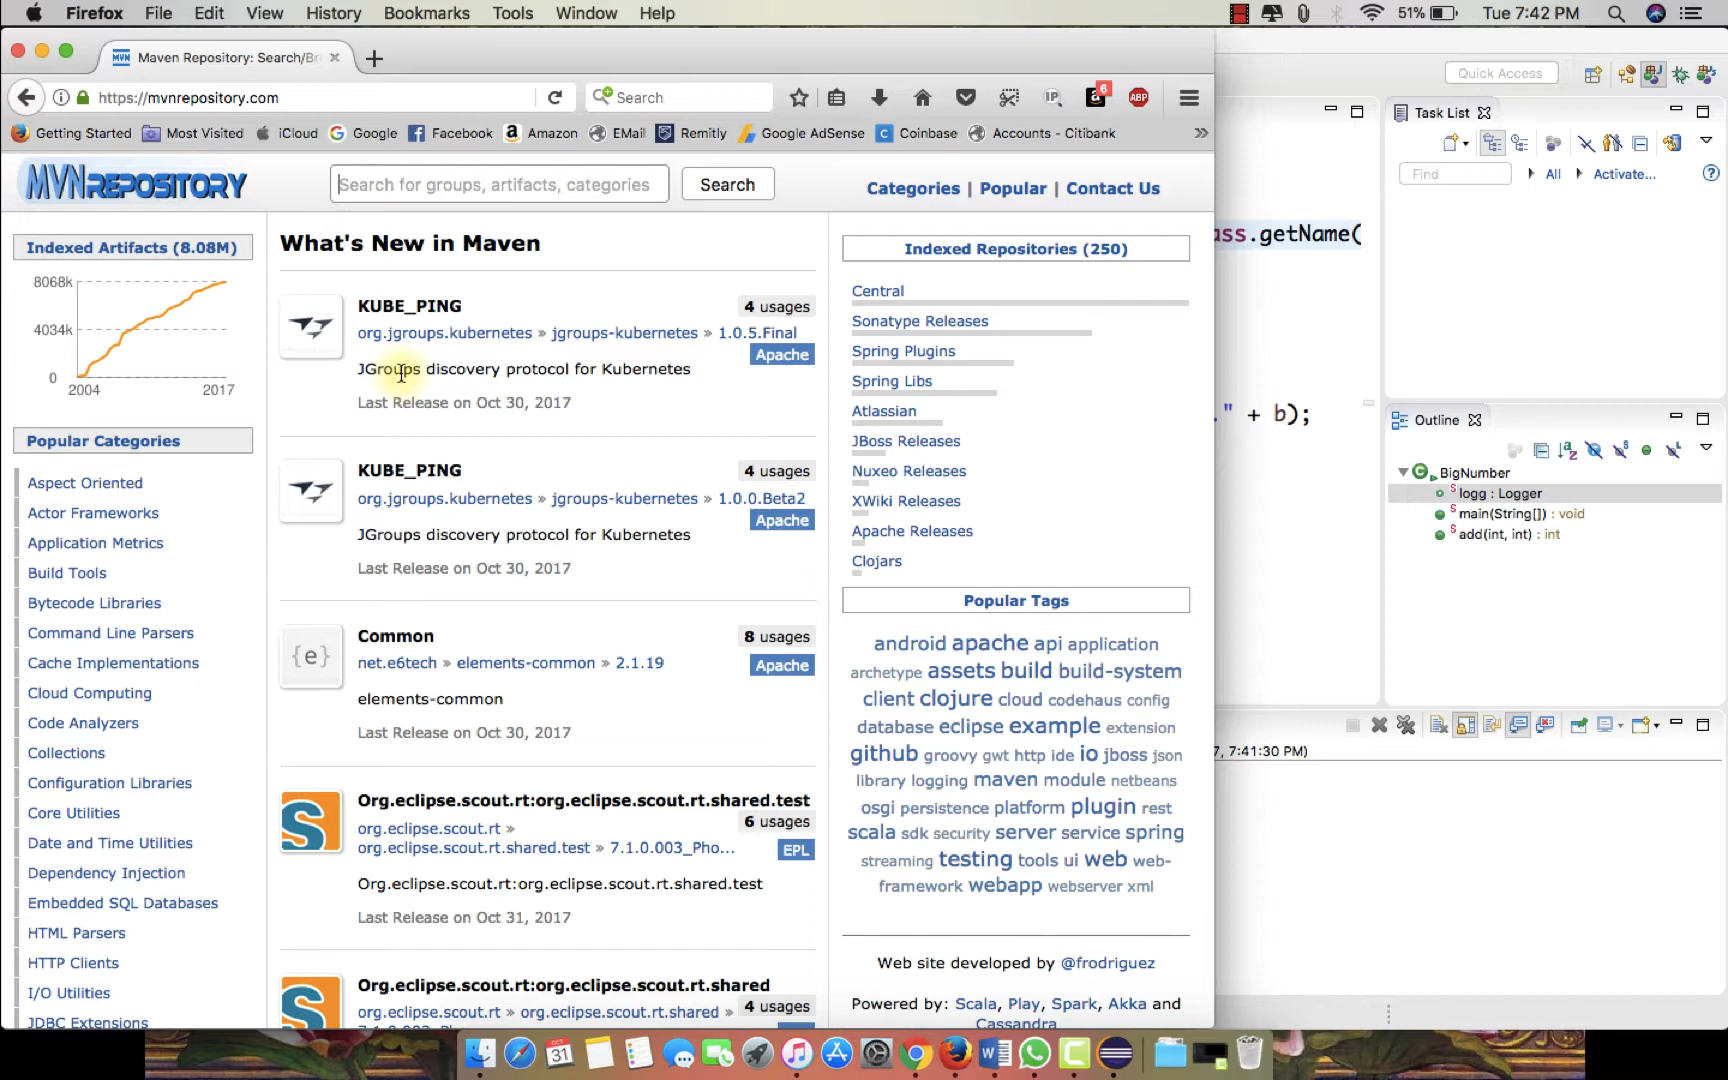 Firefox File Edit View History Bookmarks Tools Window Help
51% Tue 7:42 PM
MVN Maven Repository: Search/Br
https://mvnrepository.com
Search
IP
6
ABP
Getting Started Most Visited iCloud Google Facebook Amazon EMail Remitly Google AdSense Coinbase Accounts - Citibank
MVNREPOSITORY
Search for groups, artifacts, categories
Search
Categories | Popular | Contact Us
Indexed Artifacts (8.08M)
8068k
4034k
0
2004 2017
Popular Categories
Aspect Oriented
Actor Frameworks
Application Metrics
Build Tools
Bytecode Libraries
Command Line Parsers
Cache Implementations
Cloud Computing
Code Analyzers
Collections
Configuration Libraries
Core Utilities
Date and Time Utilities
Dependency Injection
Embedded SQL Databases
HTML Parsers
HTTP Clients
I/O Utilities
JDBC Extensions
What's New in Maven
KUBE_PING
4 usages
org.jgroups.kubernetes » jgroups-kubernetes » 1.0.5.Final
Apache
JGroups discovery protocol for Kubernetes
Last Release on Oct 30, 2017
KUBE_PING
4 usages
org.jgroups.kubernetes » jgroups-kubernetes » 1.0.0.Beta2
Apache
JGroups discovery protocol for Kubernetes
Last Release on Oct 30, 2017
{e}
Common
8 usages
net.e6tech » elements-common » 2.1.19
Apache
elements-common
Last Release on Oct 30, 2017
Org.eclipse.scout.rt:org.eclipse.scout.rt.shared.test
6 usages
org.eclipse.scout.rt »
org.eclipse.scout.rt.shared.test » 7.1.0.003_Pho...
EPL
Org.eclipse.scout.rt:org.eclipse.scout.rt.shared.test
Last Release on Oct 31, 2017
Org.eclipse.scout.rt:org.eclipse.scout.rt.shared
4 usages
org.eclipse.scout.rt » org.eclipse.scout.rt.shared »
Indexed Repositories (250)
Central
Sonatype Releases
Spring Plugins
Spring Libs
Atlassian
JBoss Releases
Nuxeo Releases
XWiki Releases
Apache Releases
Clojars
Popular Tags
android apache api application
archetype assets build build-system
client clojure cloud codehaus config
database eclipse example extension
github groovy gwt http ide io jboss json
library logging maven module netbeans
osgi persistence platform plugin rest
scala sdk security server service spring
streaming testing tools ui web web-
framework webapp webserver xml
Web site developed by @frodriguez
Powered by: Scala, Play, Spark, Akka and
Cassandra
Quick Access
ass.getName(
." + b);
Task List
Find
All
Activate...
Outline
BigNumber
logg : Logger
main(String[]) : void
add(int, int) : int
7, 7:41:30 PM)
OCT
31